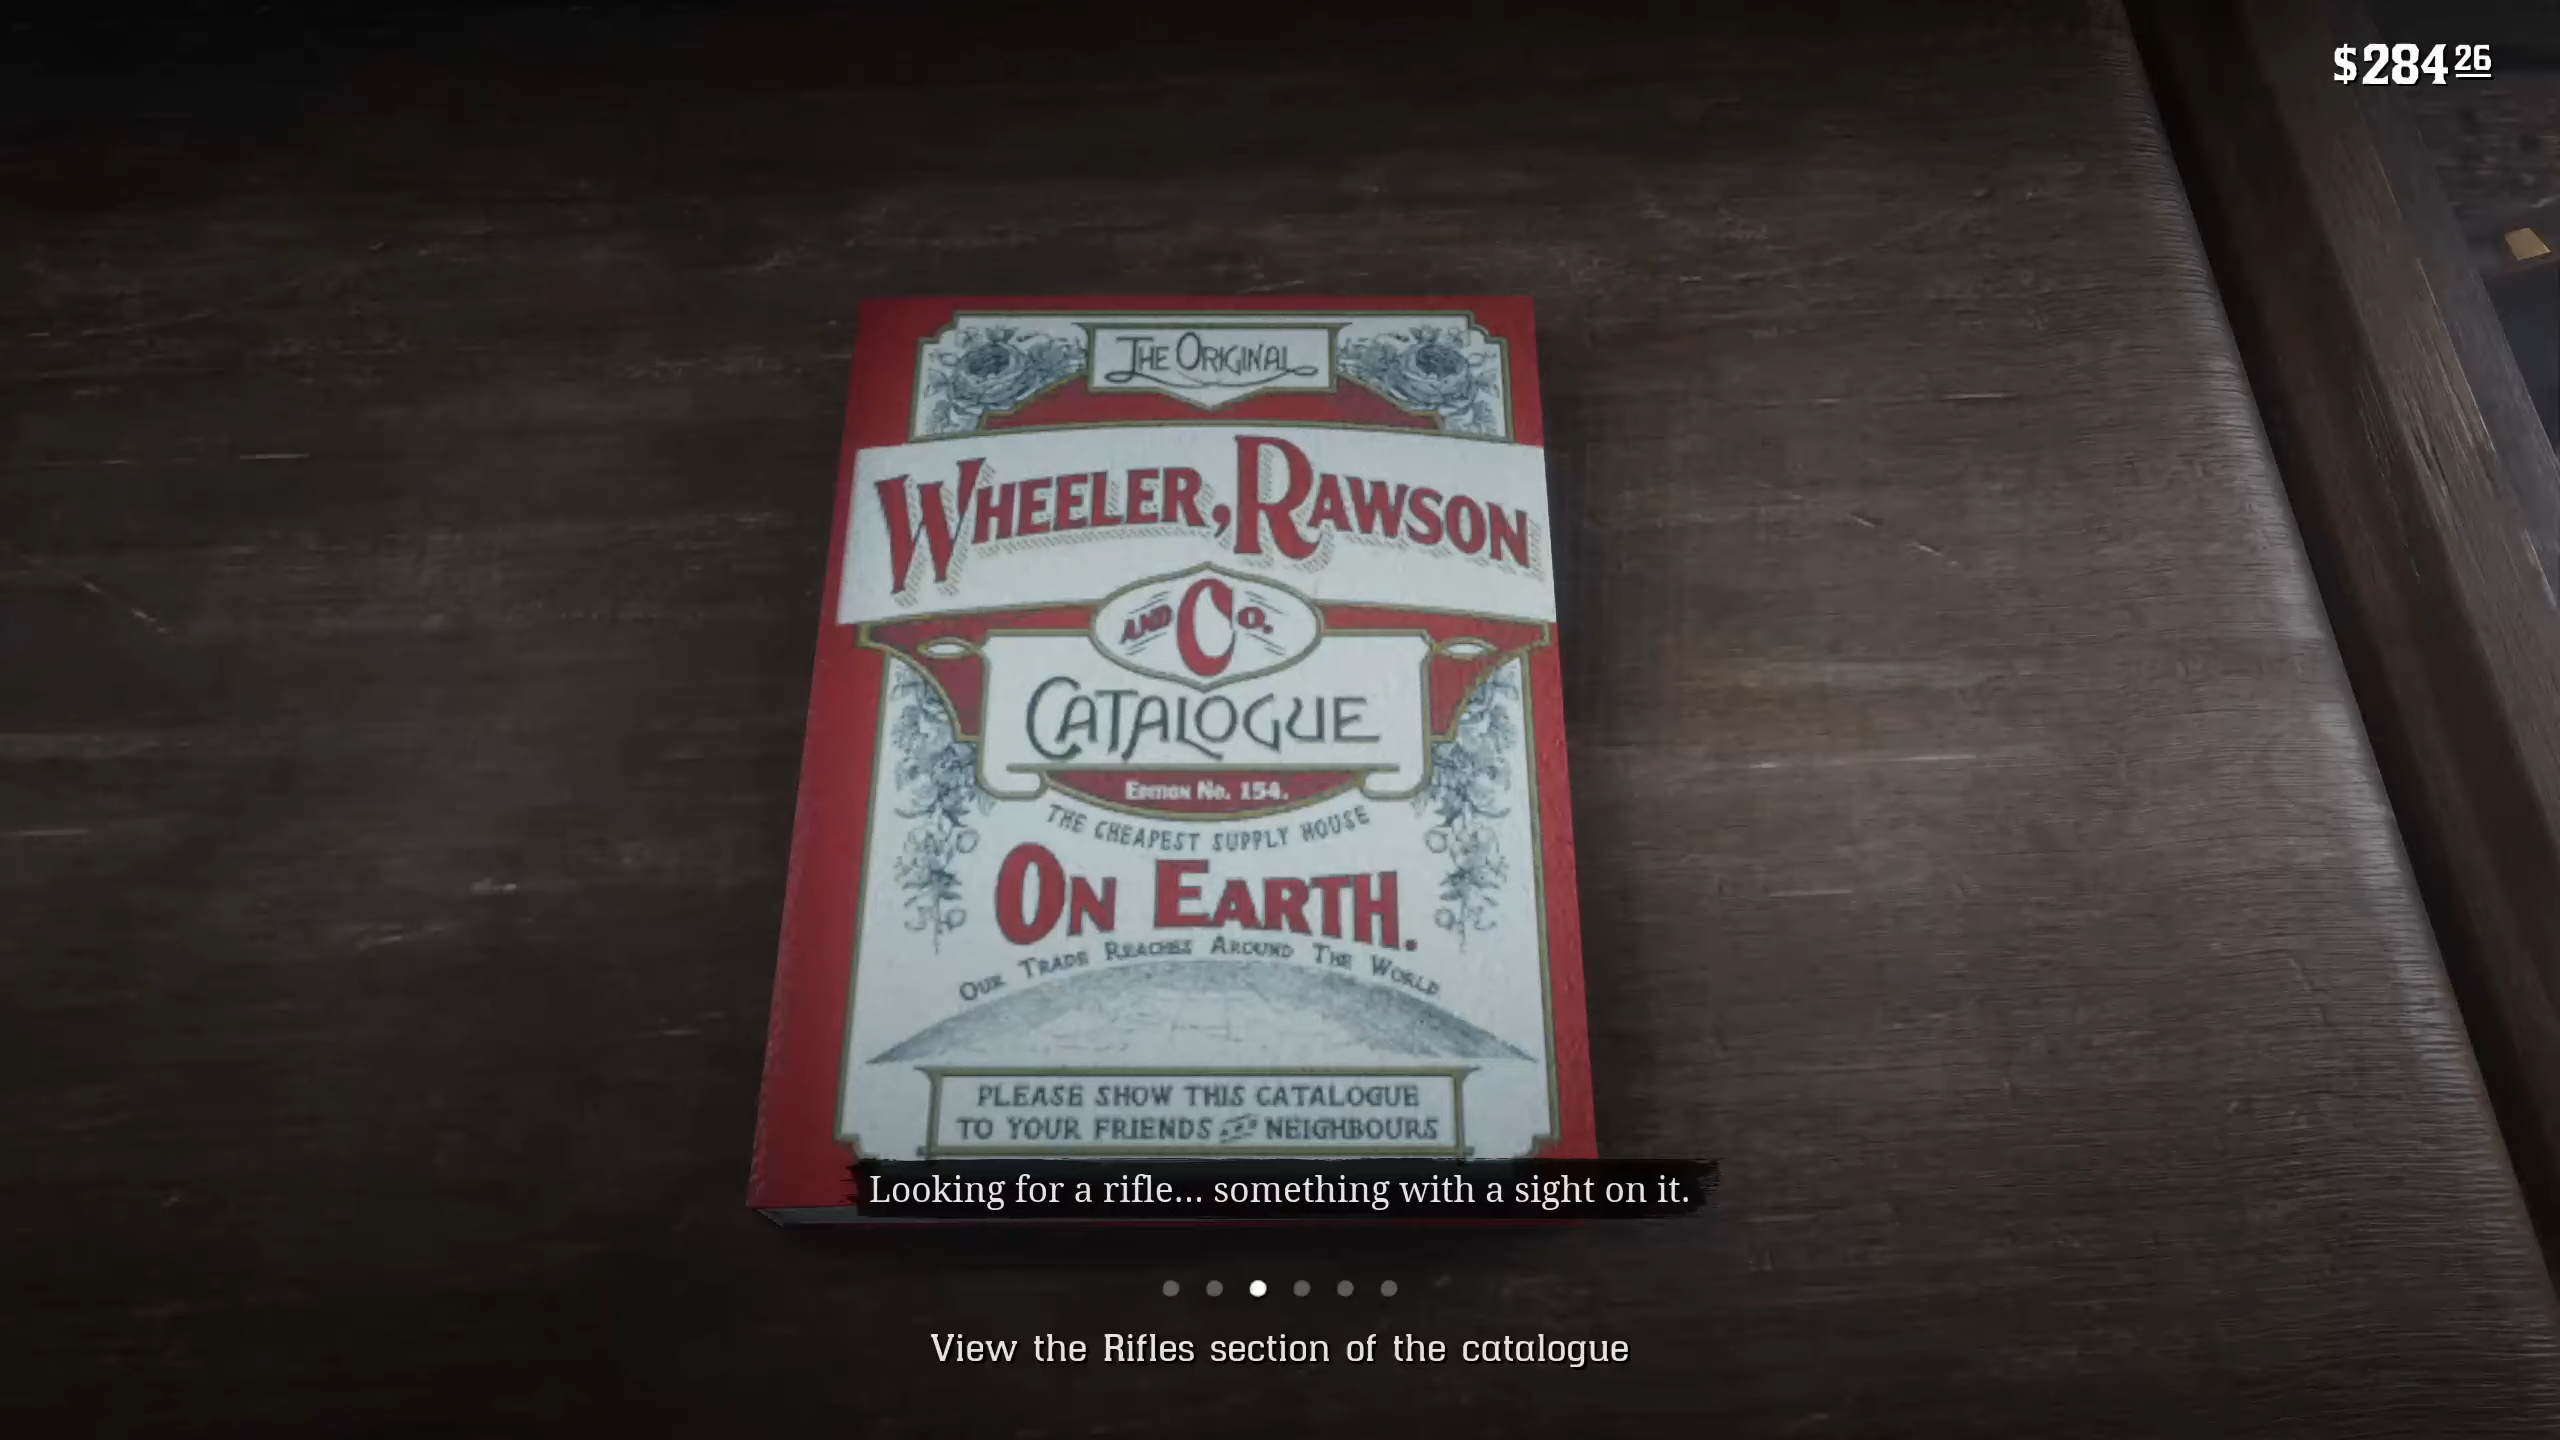 $284 26
THE ORIGINAL
WHEELER, RAWSON
AND CO.
CATALOGUE
EDITION No. 154.
THE CHEAPEST SUPPLY HOUSE
ON EARTH.
OUR TRADE REACHES AROUND THE WORLD
PLEASE SHOW THIS CATALOGUE
TO YOUR FRIENDS AND NEIGHBOURS
Looking for a rifle... something with a sight on it.
View the Rifles section of the catalogue